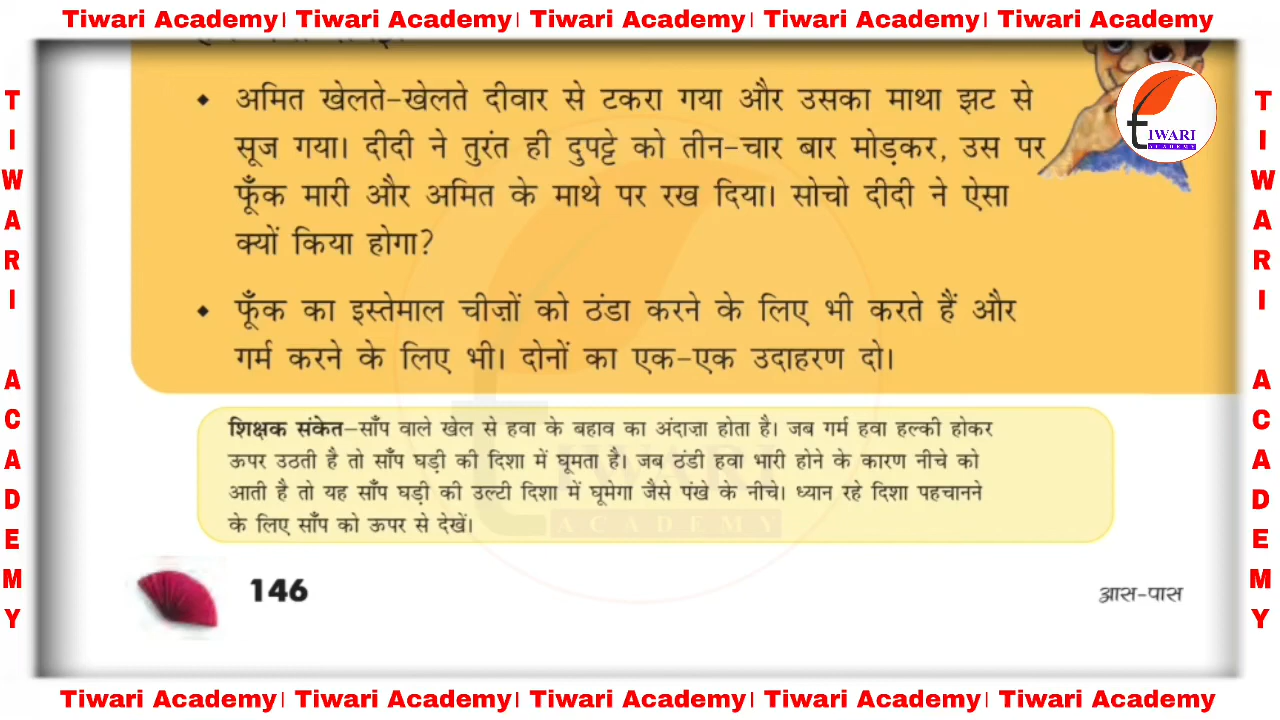 Tiwari Academy। Tiwari Academy। Tiwari Academy। Tiwari Academy। Tiwari Academy
• अमित खेलते-खेलते दीवार से टकरा गया और उसका माथा झट से
सूज गया। दीदी ने तुरंत ही दुपट्टे को तीन-चार बार मोड़कर, उस पर
फूँक मारी और अमित के माथे पर रख दिया। सोचो दीदी ने ऐसा
क्यों किया होगा?
• फूँक का इस्तेमाल चीज़ों को ठंडा करने के लिए भी करते हैं और
गर्म करने के लिए भी। दोनों का एक-एक उदाहरण दो।
शिक्षक संकेत–साँप वाले खेल से हवा के बहाव का अंदाज़ा होता है। जब गर्म हवा हल्की होकर
ऊपर उठती है तो साँप घड़ी की दिशा में घूमता है। जब ठंडी हवा भारी होने के कारण नीचे को
आती है तो यह साँप घड़ी की उल्टी दिशा में घूमेगा जैसे पंखे के नीचे। ध्यान रहे दिशा पहचानने
के लिए साँप को ऊपर से देखें।
146
आस-पास
TIWARI ACADEMY
TIWARI ACADEMY
TIWARI
ACADEMY
TIWARI
ACADEMY
Tiwari Academy। Tiwari Academy। Tiwari Academy। Tiwari Academy। Tiwari Academy